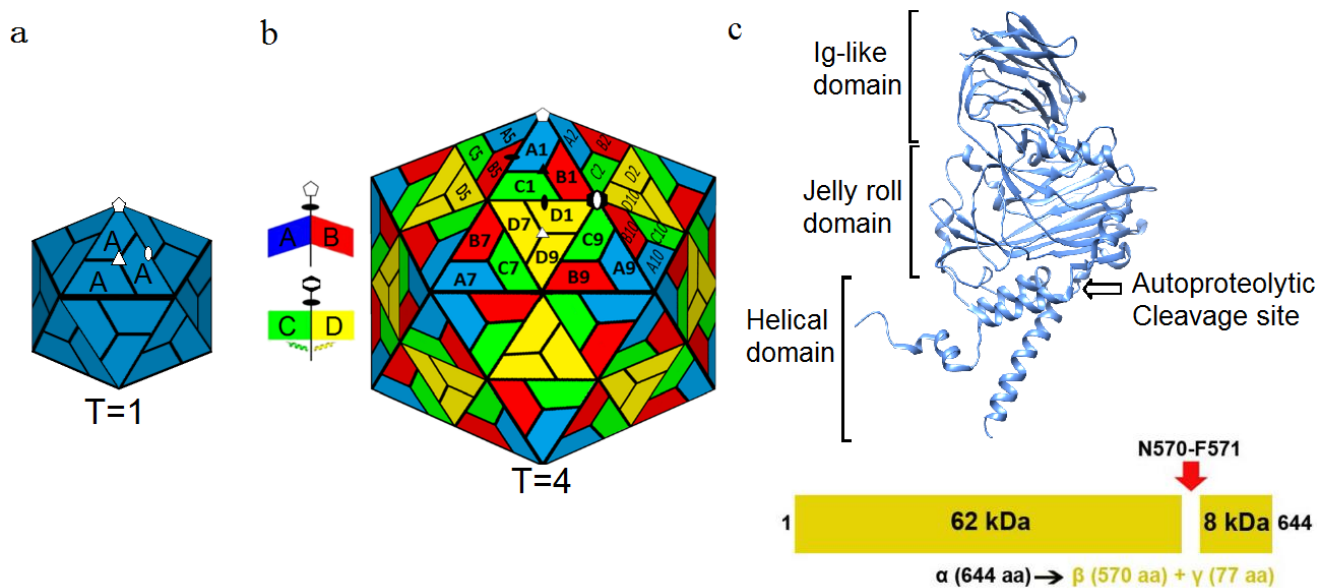 a
A
A
A
T=1
b
A
B
C
D
A5
B5
C5
D5
A1
B1
C1
A2
B2
C2
D2
D10
C10
B10
A10
D7
D1
D9
B7
C7
A7
C9
B9
A9
T=4
c
Ig-like
domain
Jelly roll
domain
Helical
domain
Autoproteolytic
Cleavage site
N570-F571
1
62 kDa
8 kDa
644
α (644 aa)→ β (570 aa) + γ (77 aa)